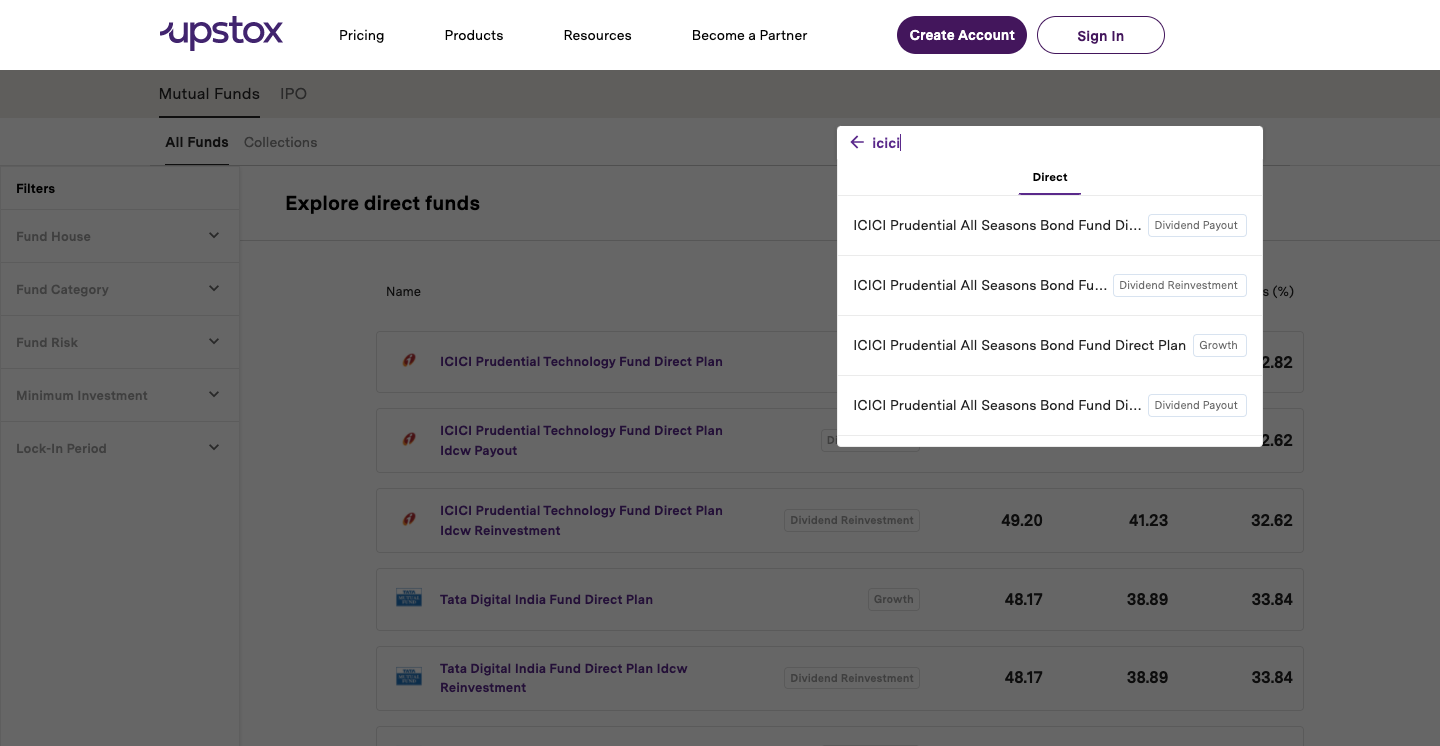 upstox
Pricing
Products
Resources
Become a Partner
Create Account
Sign In
Mutual Funds
IPO
All Funds
Collections
icici
Direct
Filters
Explore direct funds
ICICI Prudential All Seasons Bond Fund Di... Dividend Payout
Fund House
ICICI Prudential All Seasons Bond Fu... Dividend Reinvestment
Fund Category
Name
s (%)
Fund Risk
ICICI Prudential All Seasons Bond Fund Direct Plan Growth
ICICI Prudential Technology Fund Direct Plan
2.82
Minimum Investment
ICICI Prudential All Seasons Bond Fund Di... Dividend Payout
ICICI Prudential Technology Fund Direct Plan
Idcw Payout
2.62
Lock-In Period
ICICI Prudential Technology Fund Direct Plan
Idcw Reinvestment
Dividend Reinvestment
49.20
41.23
32.62
Tata Digital India Fund Direct Plan
Growth
48.17
38.89
33.84
Tata Digital India Fund Direct Plan Idcw
Reinvestment
Dividend Reinvestment
48.17
38.89
33.84